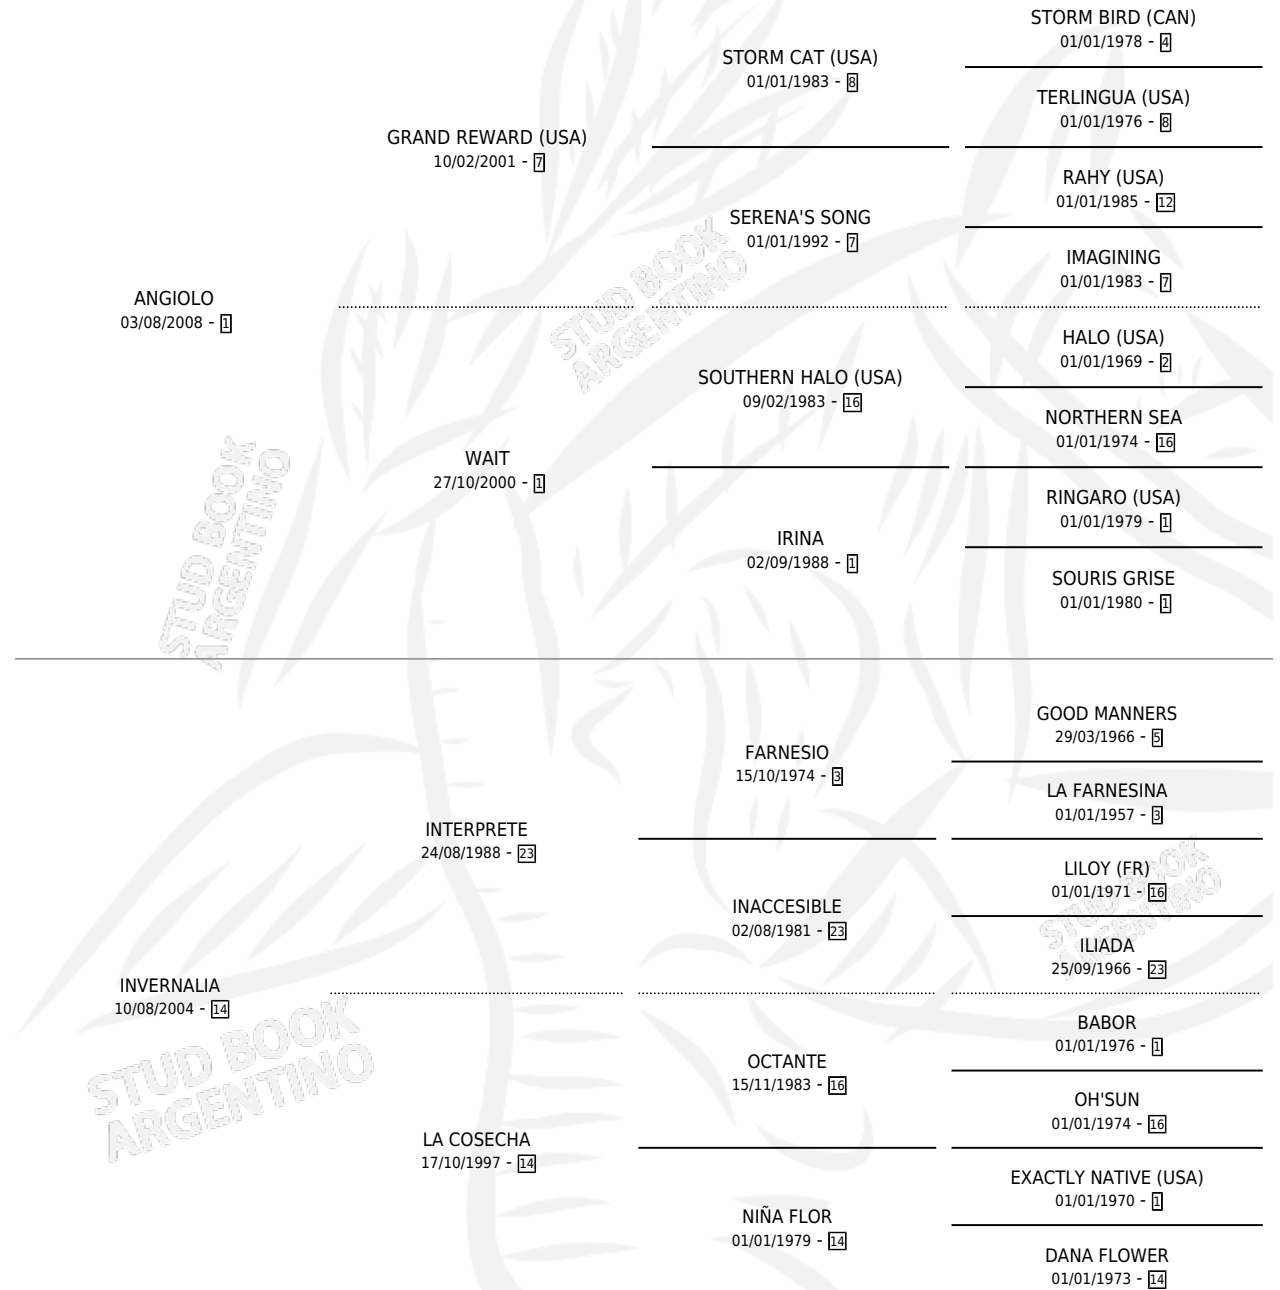 STORM BIRD (CAN)
01/01/1978 - 4
STORM CAT (USA)
01/01/1983 - 8
TERLINGUA (USA)
01/01/1976 - 8
GRAND REWARD (USA)
10/02/2001 - 7
RAHY (USA)
01/01/1985 - 12
SERENA'S SONG
01/01/1992 - 7
IMAGINING
01/01/1983 - 7
ANGIOLO
03/08/2008 - 1
HALO (USA)
01/01/1969 - 2
SOUTHERN HALO (USA)
09/02/1983 - 16
NORTHERN SEA
01/01/1974 - 16
WAIT
27/10/2000 - 1
RINGARO (USA)
01/01/1979 - 1
IRINA
02/09/1988 - 1
SOURIS GRISE
01/01/1980 - 1
STUD BOOK
ARGENTINO
STUD BOOK
ARGENTINO
GOOD MANNERS
29/03/1966 - 5
FARNESIO
15/10/1974 - 3
LA FARNESINA
01/01/1957 - 3
INTERPRETE
24/08/1988 - 23
LILOY (FR)
01/01/1971 - 16
INACCESIBLE
02/08/1981 - 23
ILIADA
25/09/1966 - 23
INVERNALIA
10/08/2004 - 14
BABOR
01/01/1976 - 1
OCTANTE
15/11/1983 - 16
OH'SUN
01/01/1974 - 16
LA COSECHA
17/10/1997 - 14
EXACTLY NATIVE (USA)
01/01/1970 - 1
NIÑA FLOR
01/01/1979 - 14
DANA FLOWER
01/01/1973 - 14
STUD BOOK
ARGENTINO
STUD BOOK
ARGENTINO